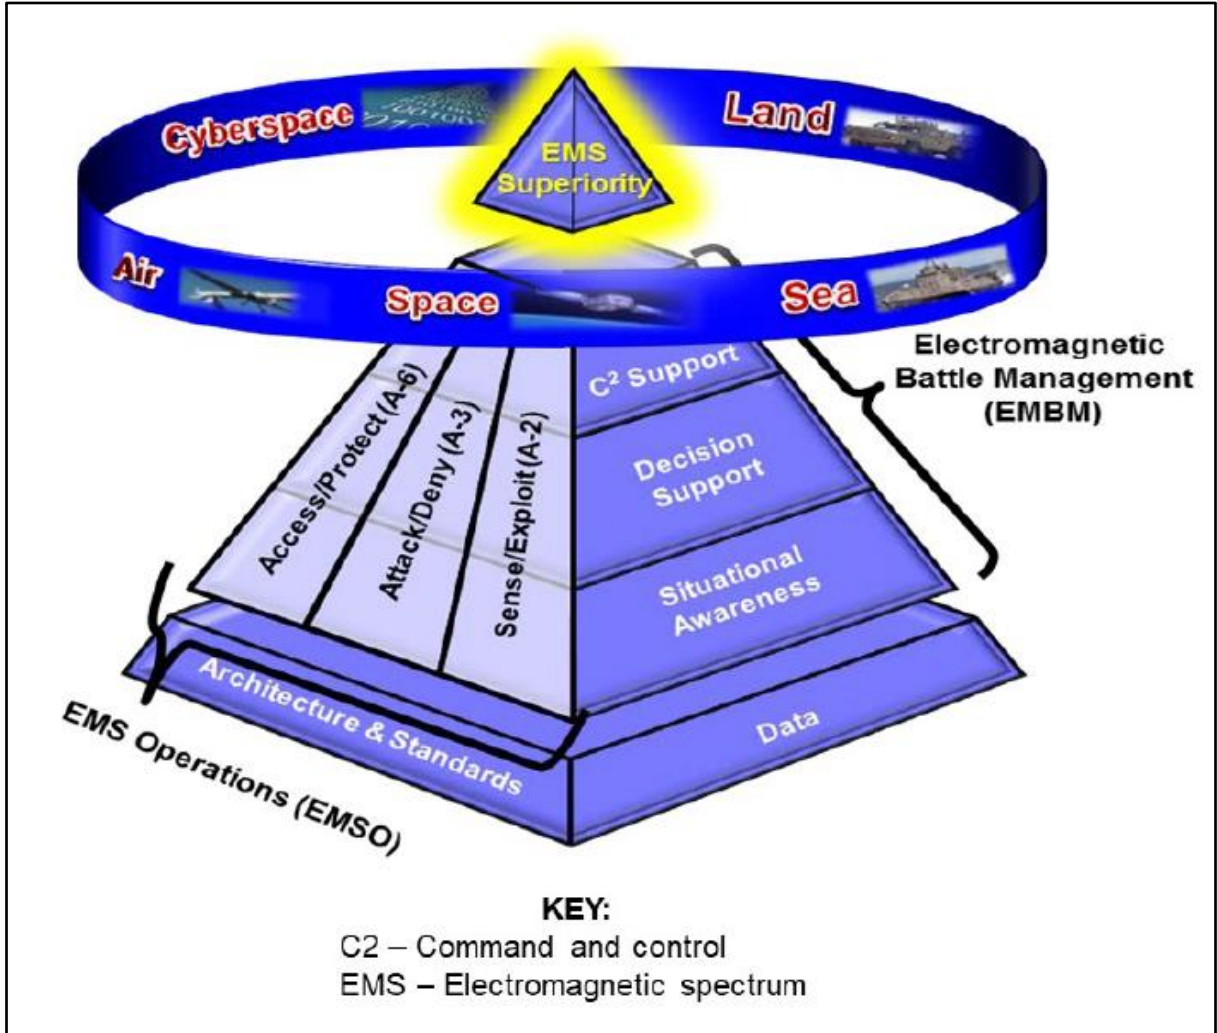 Cyberspace
Land
EMS
Superiority
Air
Space
Sea
Electromagnetic
Battle Management
(EMBM)
C² Support
Decision
Support
Situational
Awareness
Access/Protect (A-6)
Attack/Deny (A-3)
Sense/Exploit (A-2)
Architecture & Standards
Data
EMS Operations (EMSO)
KEY:
C2 – Command and control
EMS – Electromagnetic spectrum